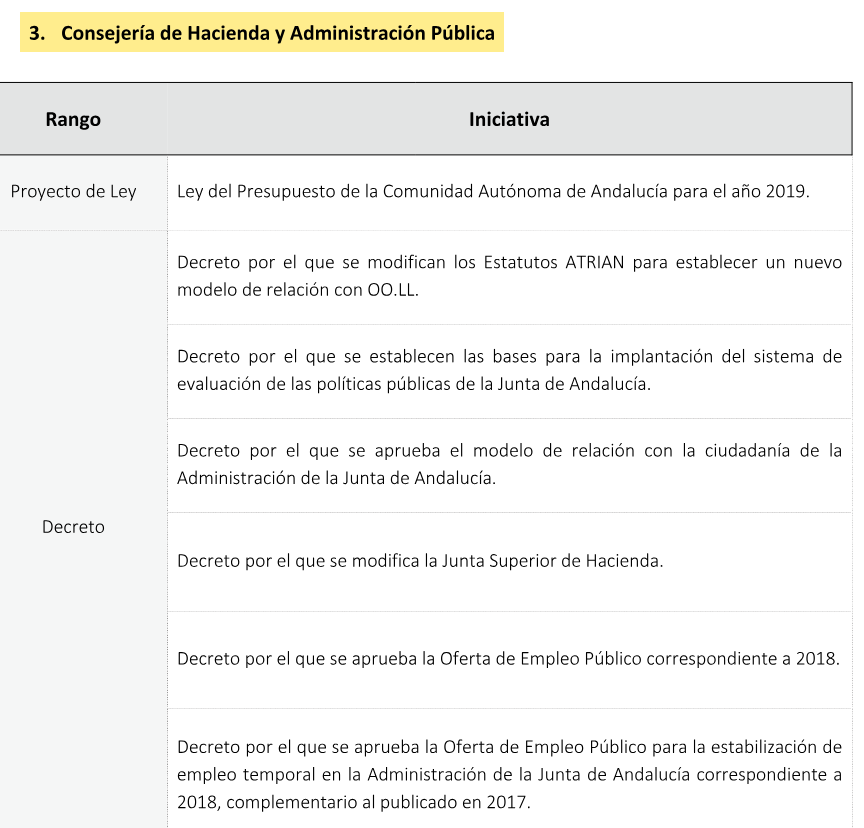 3. Consejería de Hacienda y Administración Pública
Rango
Iniciativa
Proyecto de Ley
Ley del Presupuesto de la Comunidad Autónoma de Andalucía para el año 2019.
Decreto
Decreto por el que se modifican los Estatutos ATRIAN para establecer un nuevo
modelo de relación con OO.LL.
Decreto por el que se establecen las bases para la implantación del sistema de
evaluación de las políticas públicas de la Junta de Andalucía.
Decreto por el que se aprueba el modelo de relación con la ciudadanía de la
Administración de la Junta de Andalucía.
Decreto por el que se modifica la Junta Superior de Hacienda.
Decreto por el que se aprueba la Oferta de Empleo Público correspondiente a 2018.
Decreto por el que se aprueba la Oferta de Empleo Público para la estabilización de
empleo temporal en la Administración de la Junta de Andalucía correspondiente a
2018, complementario al publicado en 2017.